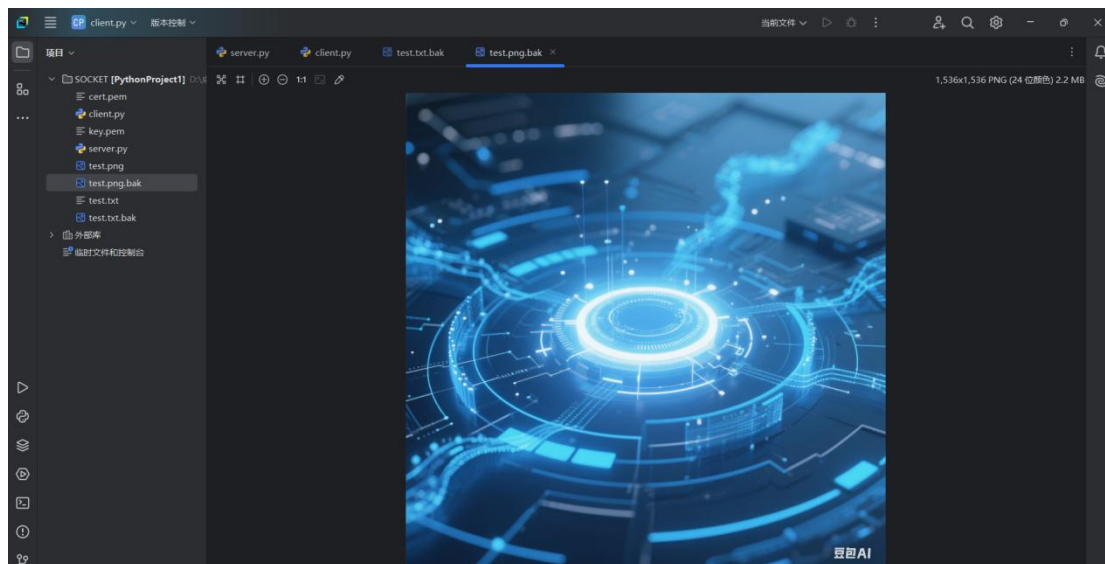 CP client.py 版本控制 当前文件
项目 server.py client.py test.txt.bak test.png.bak
SOCKET [PythonProject1] 1:1 1,536x1,536 PNG (24 位颜色) 2.2 MB
cert.pem
client.py
key.pem
server.py
test.png
test.png.bak
test.txt
test.txt.bak
外部库
临时文件和控制台
豆包AI